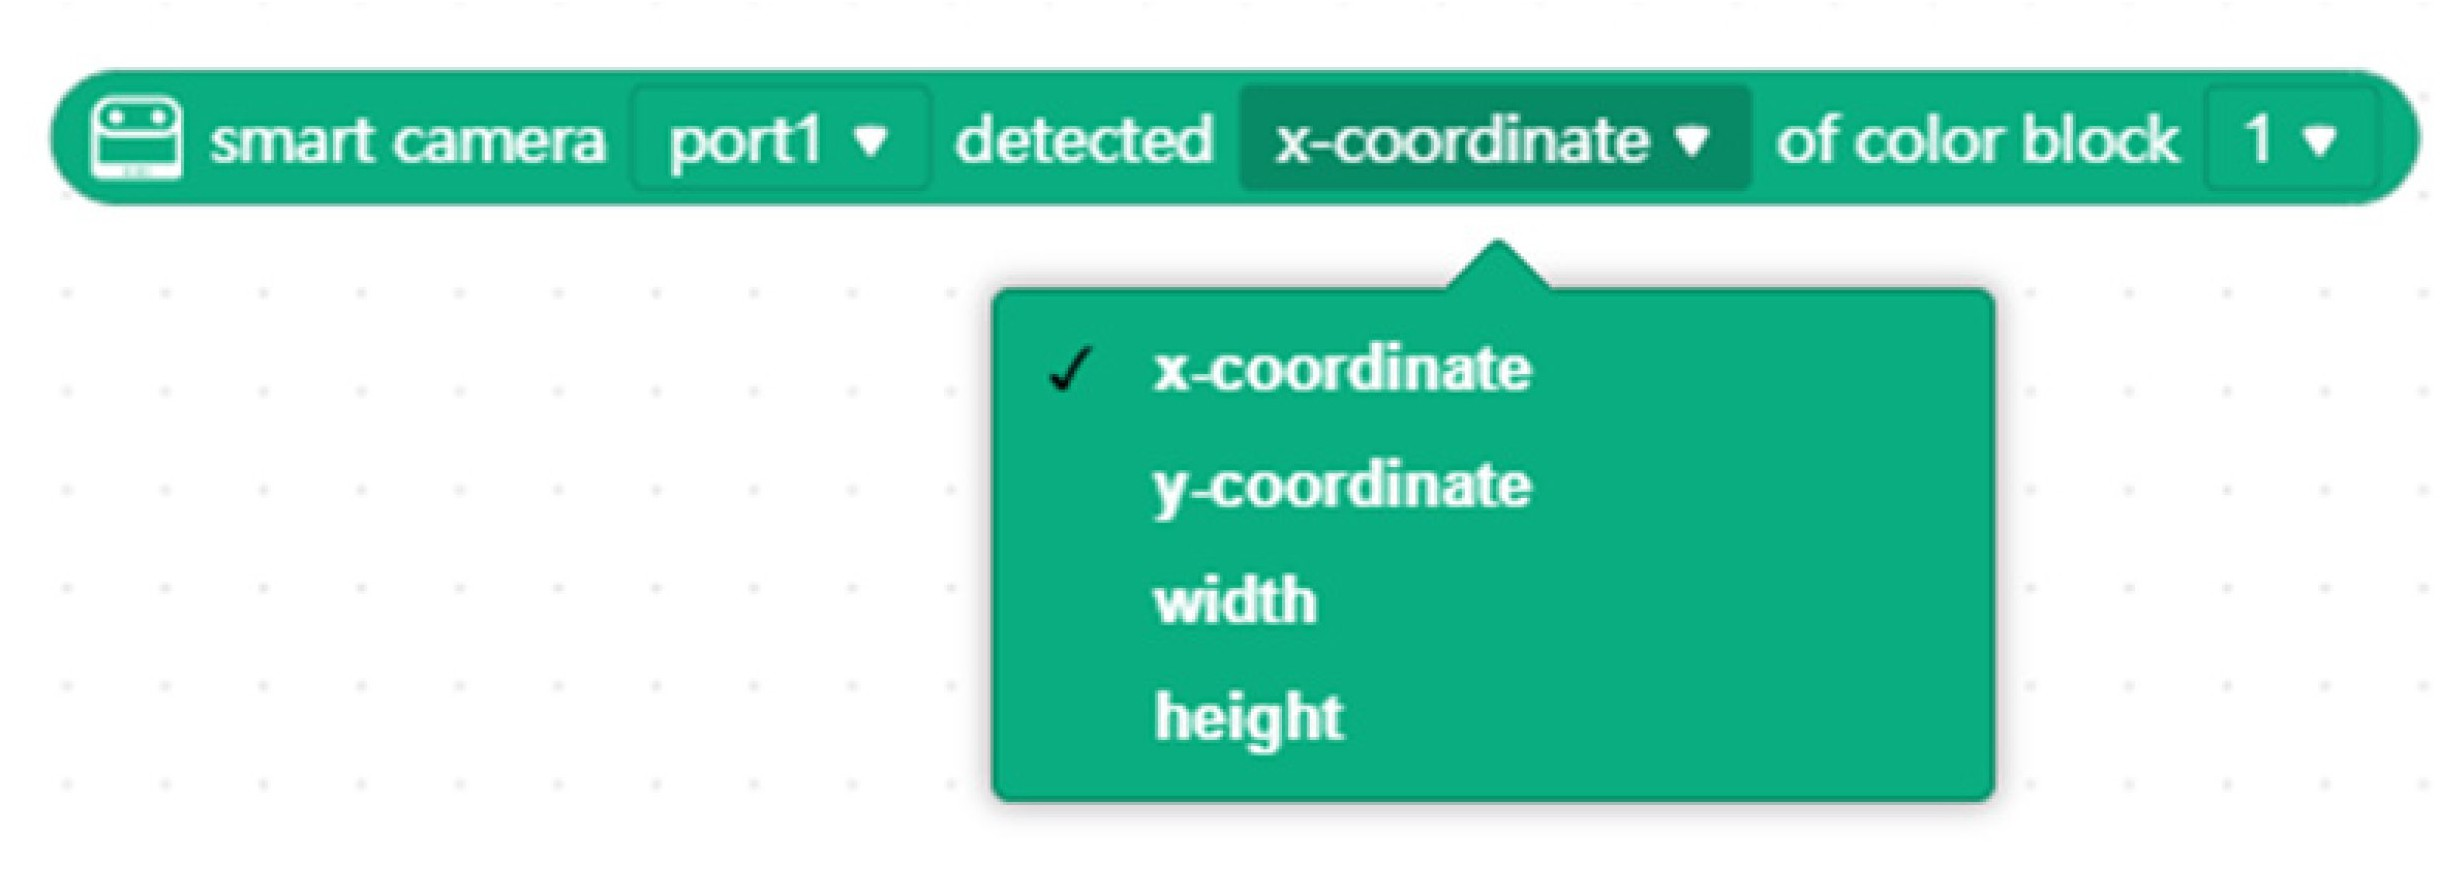 smart camera port1 detected x-coordinate of color block 1
x-coordinate
y-coordinate
width
height